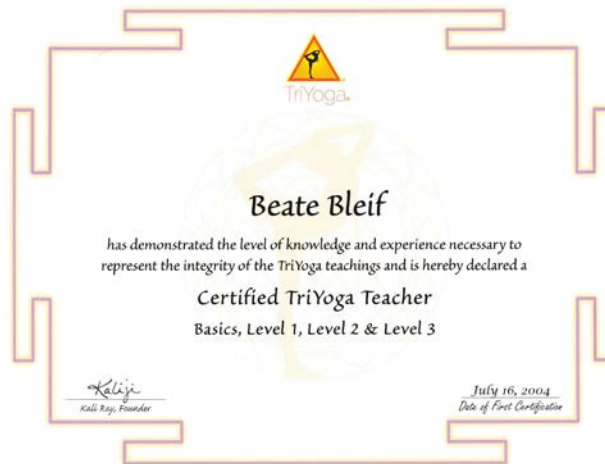 TriYoga®
Beate Bleif
has demonstrated the level of knowledge and experience necessary to
represent the integrity of the TriYoga teachings and is hereby declared a
Certified TriYoga Teacher
Basics, Level 1, Level 2 & Level 3
Kaliji
Kali Ray, Founder
July 16, 2004
Date of First Certification